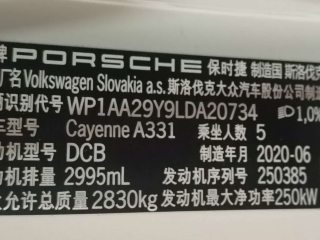 牌 PORSCHE 保时捷 制造国 斯洛伐克
厂名 Volkswagen Slovakia a.s. 斯洛伐克大众汽车股份公司制造
两识别代号 WP1AA29Y9LDA20734 1,0%
车型 Cayenne A331 乘坐人数 5
动机型号 DCB 制造年月 2020-06
动机排量 2995mL 发动机序列号 250385
大允许总质量 2830kg 发动机最大净功率 250kW